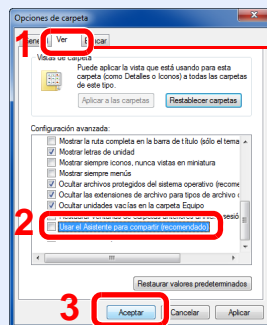 Opciones de carpeta
1
Ver
Vistas de carpeta
Puede aplicar la vista que está usando para esta
carpeta (como Detalles o Iconos) a todas las carpetas
de este tipo.
Aplicar a las carpetas Restablecer carpetas
Configuración avanzada:
Mostrar la ruta completa en la barra de título (sólo el tema
Mostrar letras de unidad
Mostrar siempre iconos, nunca vistas en miniatura
Mostrar siempre menús
Ocultar archivos protegidos del sistema operativo (recome
Ocultar las extensiones de archivo para tipos de archivo
Ocultar unidades vacías en la carpeta Equipo
Restaurar ventanas de carpetas anteriores
2
Usar el Asistente para compartir (recomendado)
Restaurar valores predeterminados
3
Aceptar Cancelar Aplicar